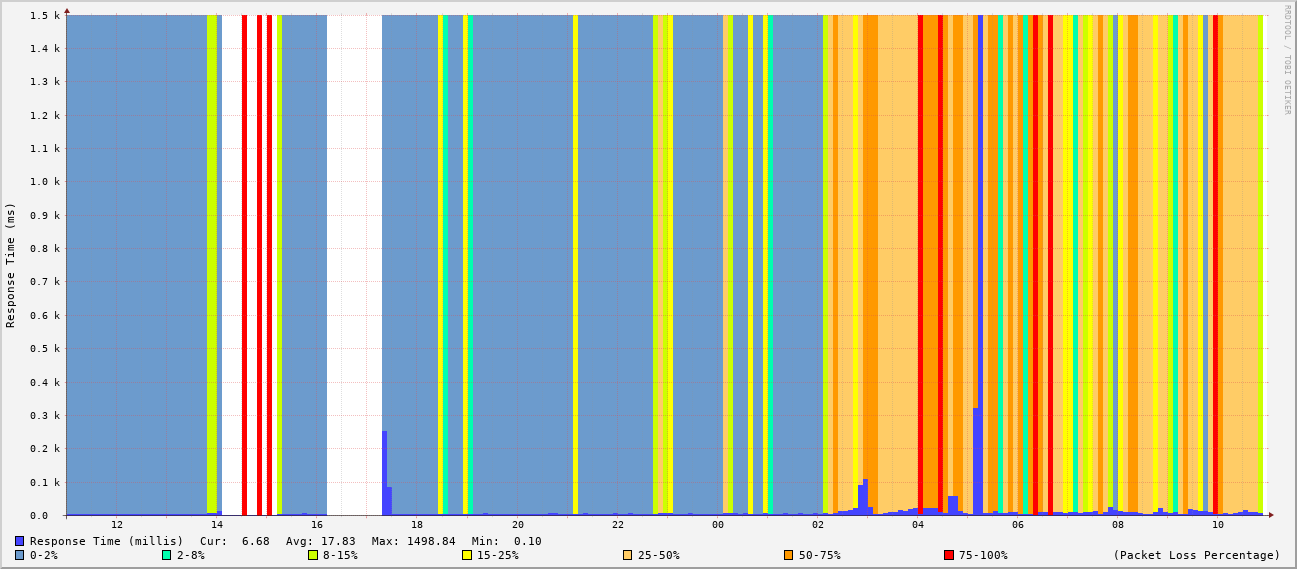 RRDTOOL / TOBI OETIKER
Response Time (ms)
1.5 k
1.4 k
1.3 k
1.2 k
1.1 k
1.0 k
0.9 k
0.8 k
0.7 k
0.6 k
0.5 k
0.4 k
0.3 k
0.2 k
0.1 k
0.0
12 14 16 18 20 22 00 02 04 06 08 10
Response Time (millis) Cur: 6.68 Avg: 17.83 Max: 1498.84 Min: 0.10
0-2% 2-8% 8-15% 15-25% 25-50% 50-75% 75-100% (Packet Loss Percentage)